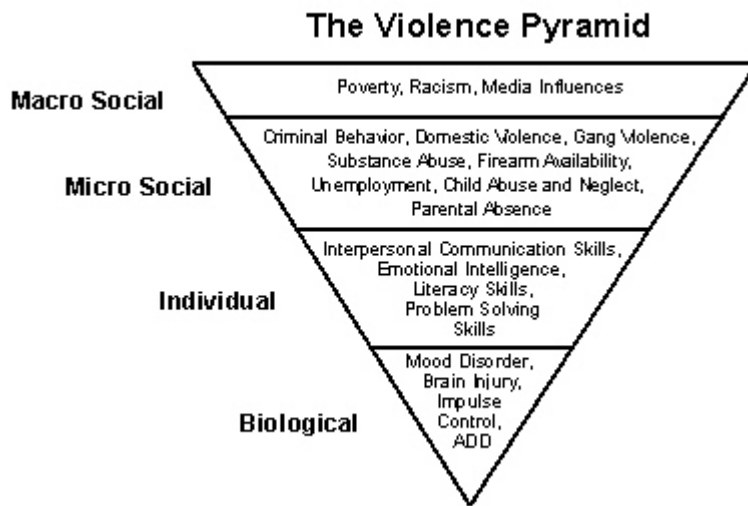 The Violence Pyramid
Macro Social
Poverty, Racism, Media Influences
Micro Social
Criminal Behavior, Domestic Violence, Gang Violence,
Substance Abuse, Firearm Availability,
Unemployment, Child Abuse and Neglect,
Parental Absence
Individual
Interpersonal Communication Skills,
Emotional Intelligence,
Literacy Skills,
Problem Solving
Skills
Biological
Mood Disorder,
Brain Injury,
Impulse
Control,
ADD